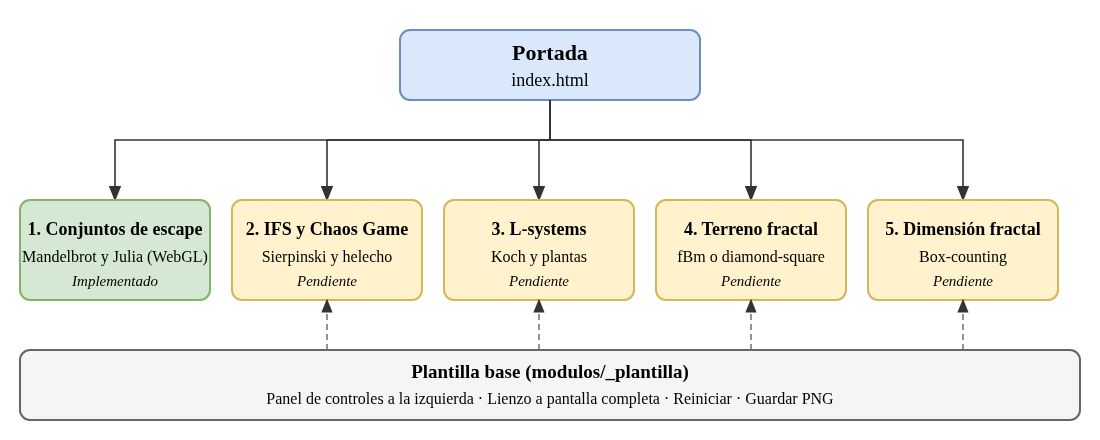 Portada
index.html
1. Conjuntos de escape
Mandelbrot y Julia (WebGL)
Implementado
2. IFS y Chaos Game
Sierpinski y helecho
Pendiente
3. L-systems
Koch y plantas
Pendiente
4. Terreno fractal
fBm o diamond-square
Pendiente
5. Dimensión fractal
Box-counting
Pendiente
Plantilla base (modulos/_plantilla)
Panel de controles a la izquierda · Lienzo a pantalla completa · Reiniciar · Guardar PNG